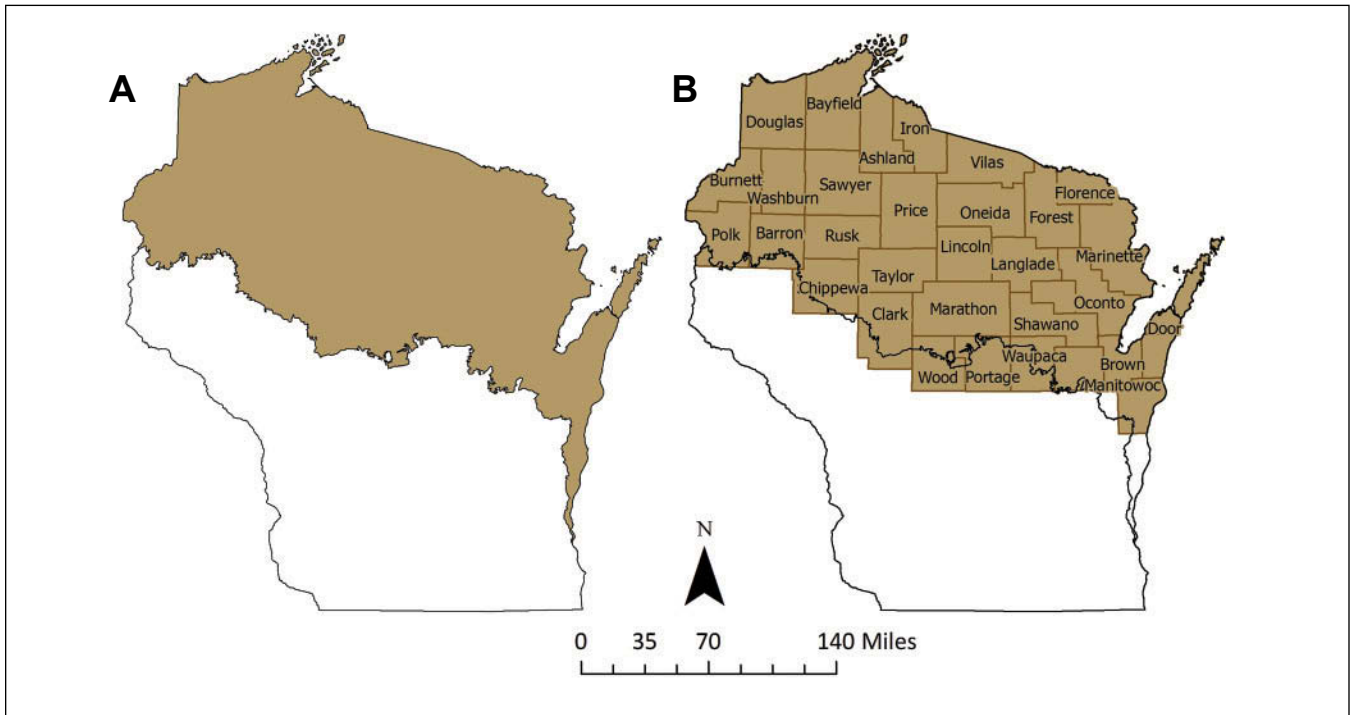 A
B
Bayfield
Douglas
Iron
Ashland
Vilas
Burnett
Sawyer
Florence
Washburn
Price
Oneida
Forest
Polk
Barron
Rusk
Lincoln
Marinette
Langlade
Taylor
Chippewa
Oconto
Marathon
Clark
Shawano
Door
Waupaca
Brown
Wood
Portage
Manitowoc
N
0 35 70 140 Miles